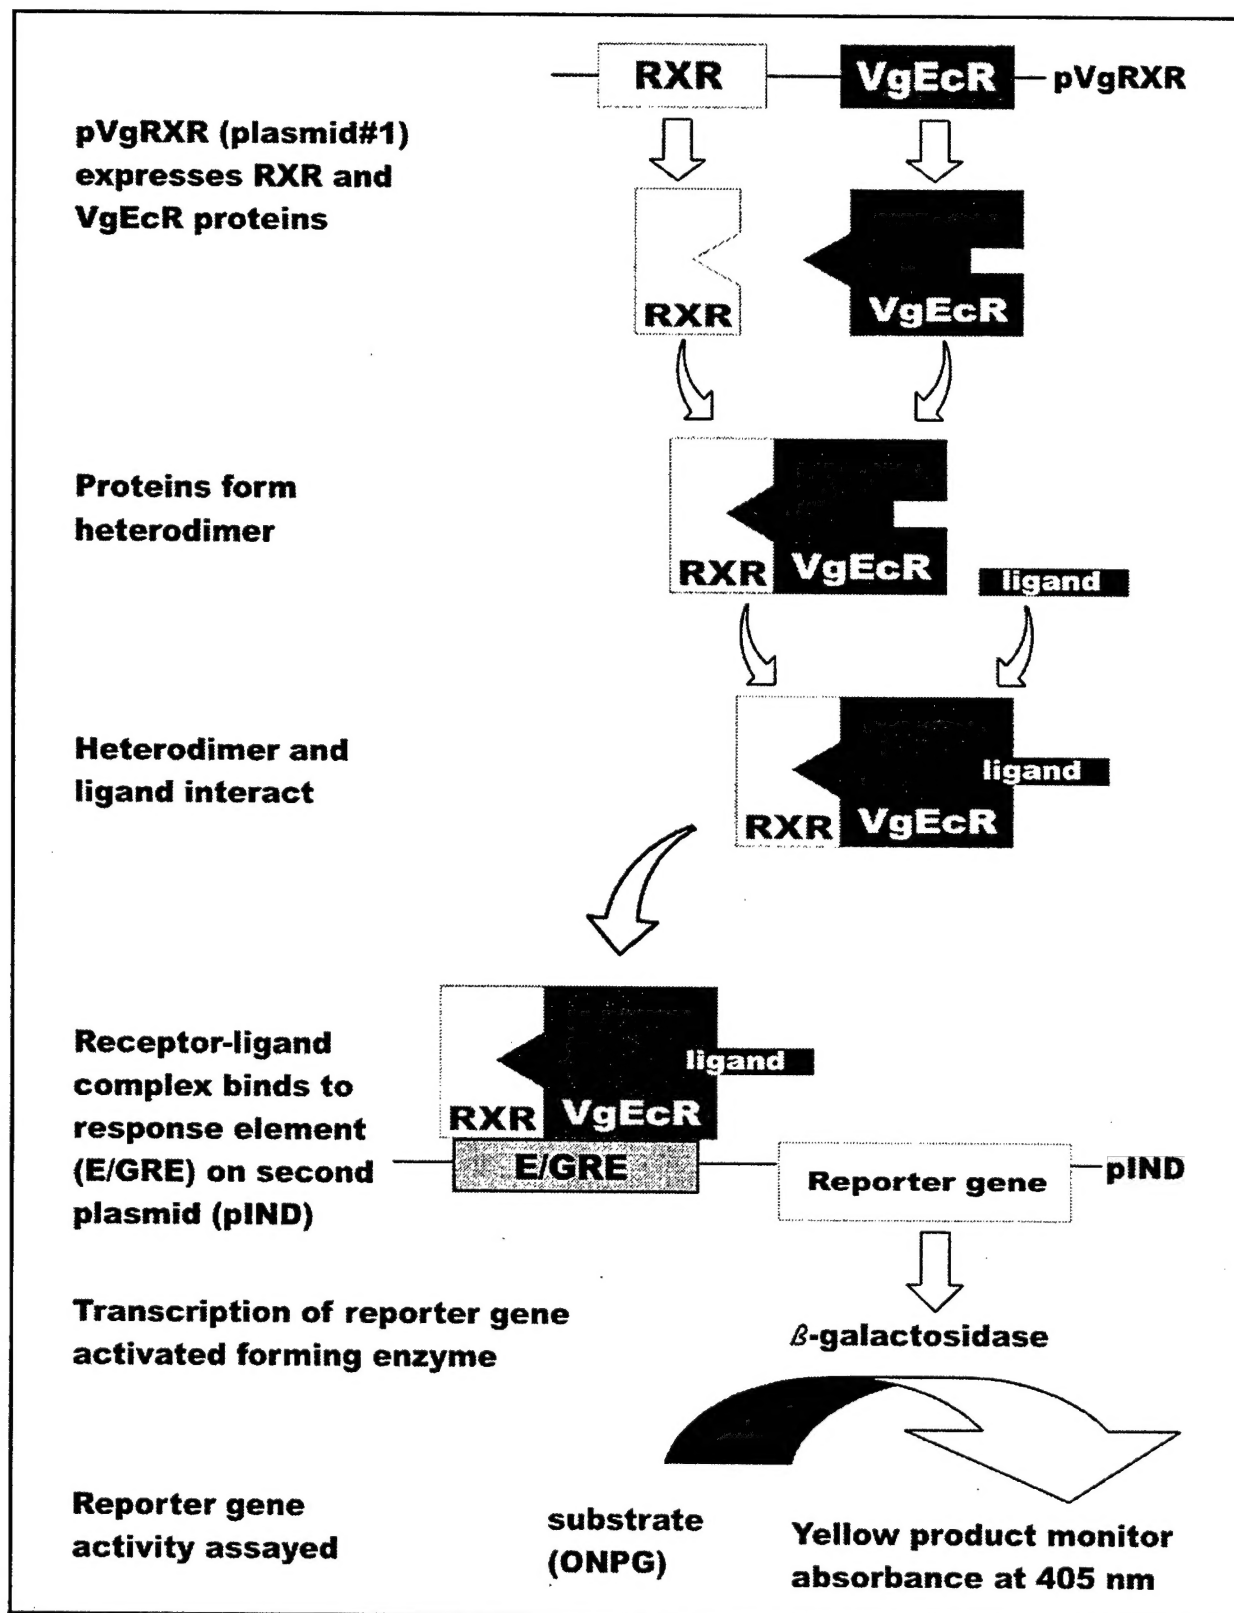 RXR VgEcR pVgRXR
pVgRXR (plasmid#1)
expresses RXR and
VgEcR proteins
RXR VgEcR
Proteins form
heterodimer
RXR VgEcR ligand
Heterodimer and
ligand interact
ligand
RXR VgEcR
Receptor-ligand
complex binds to
response element
(E/GRE) on second
plasmid (pIND)
ligand
RXR VgEcR
E/GRE Reporter gene pIND
Transcription of reporter gene
activated forming enzyme
ß-galactosidase
Reporter gene
activity assayed
substrate
(ONPG)
Yellow product monitor
absorbance at 405 nm